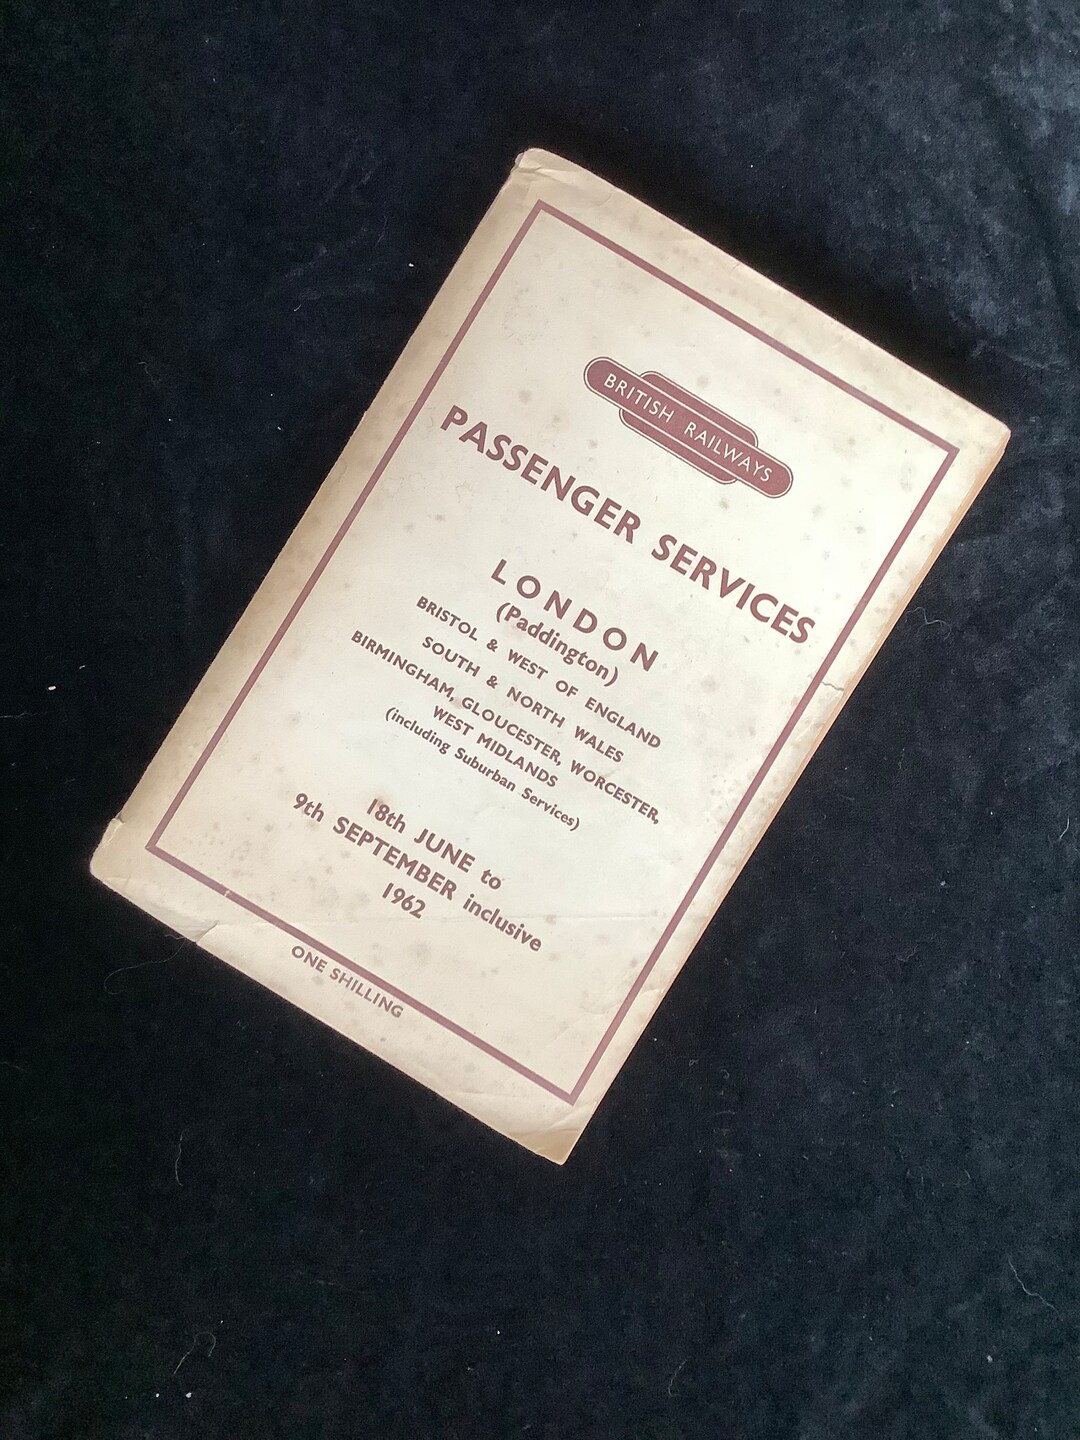 BRITISH RAILWAYS
PASSENGER SERVICES
LONDON
(Paddington)
BRISTOL & WEST OF ENGLAND
SOUTH & NORTH WALES
BIRMINGHAM, GLOUCESTER, WORCESTER,
WEST MIDLANDS
(including Suburban Services)
18th JUNE to
9th SEPTEMBER inclusive
1962
ONE SHILLING